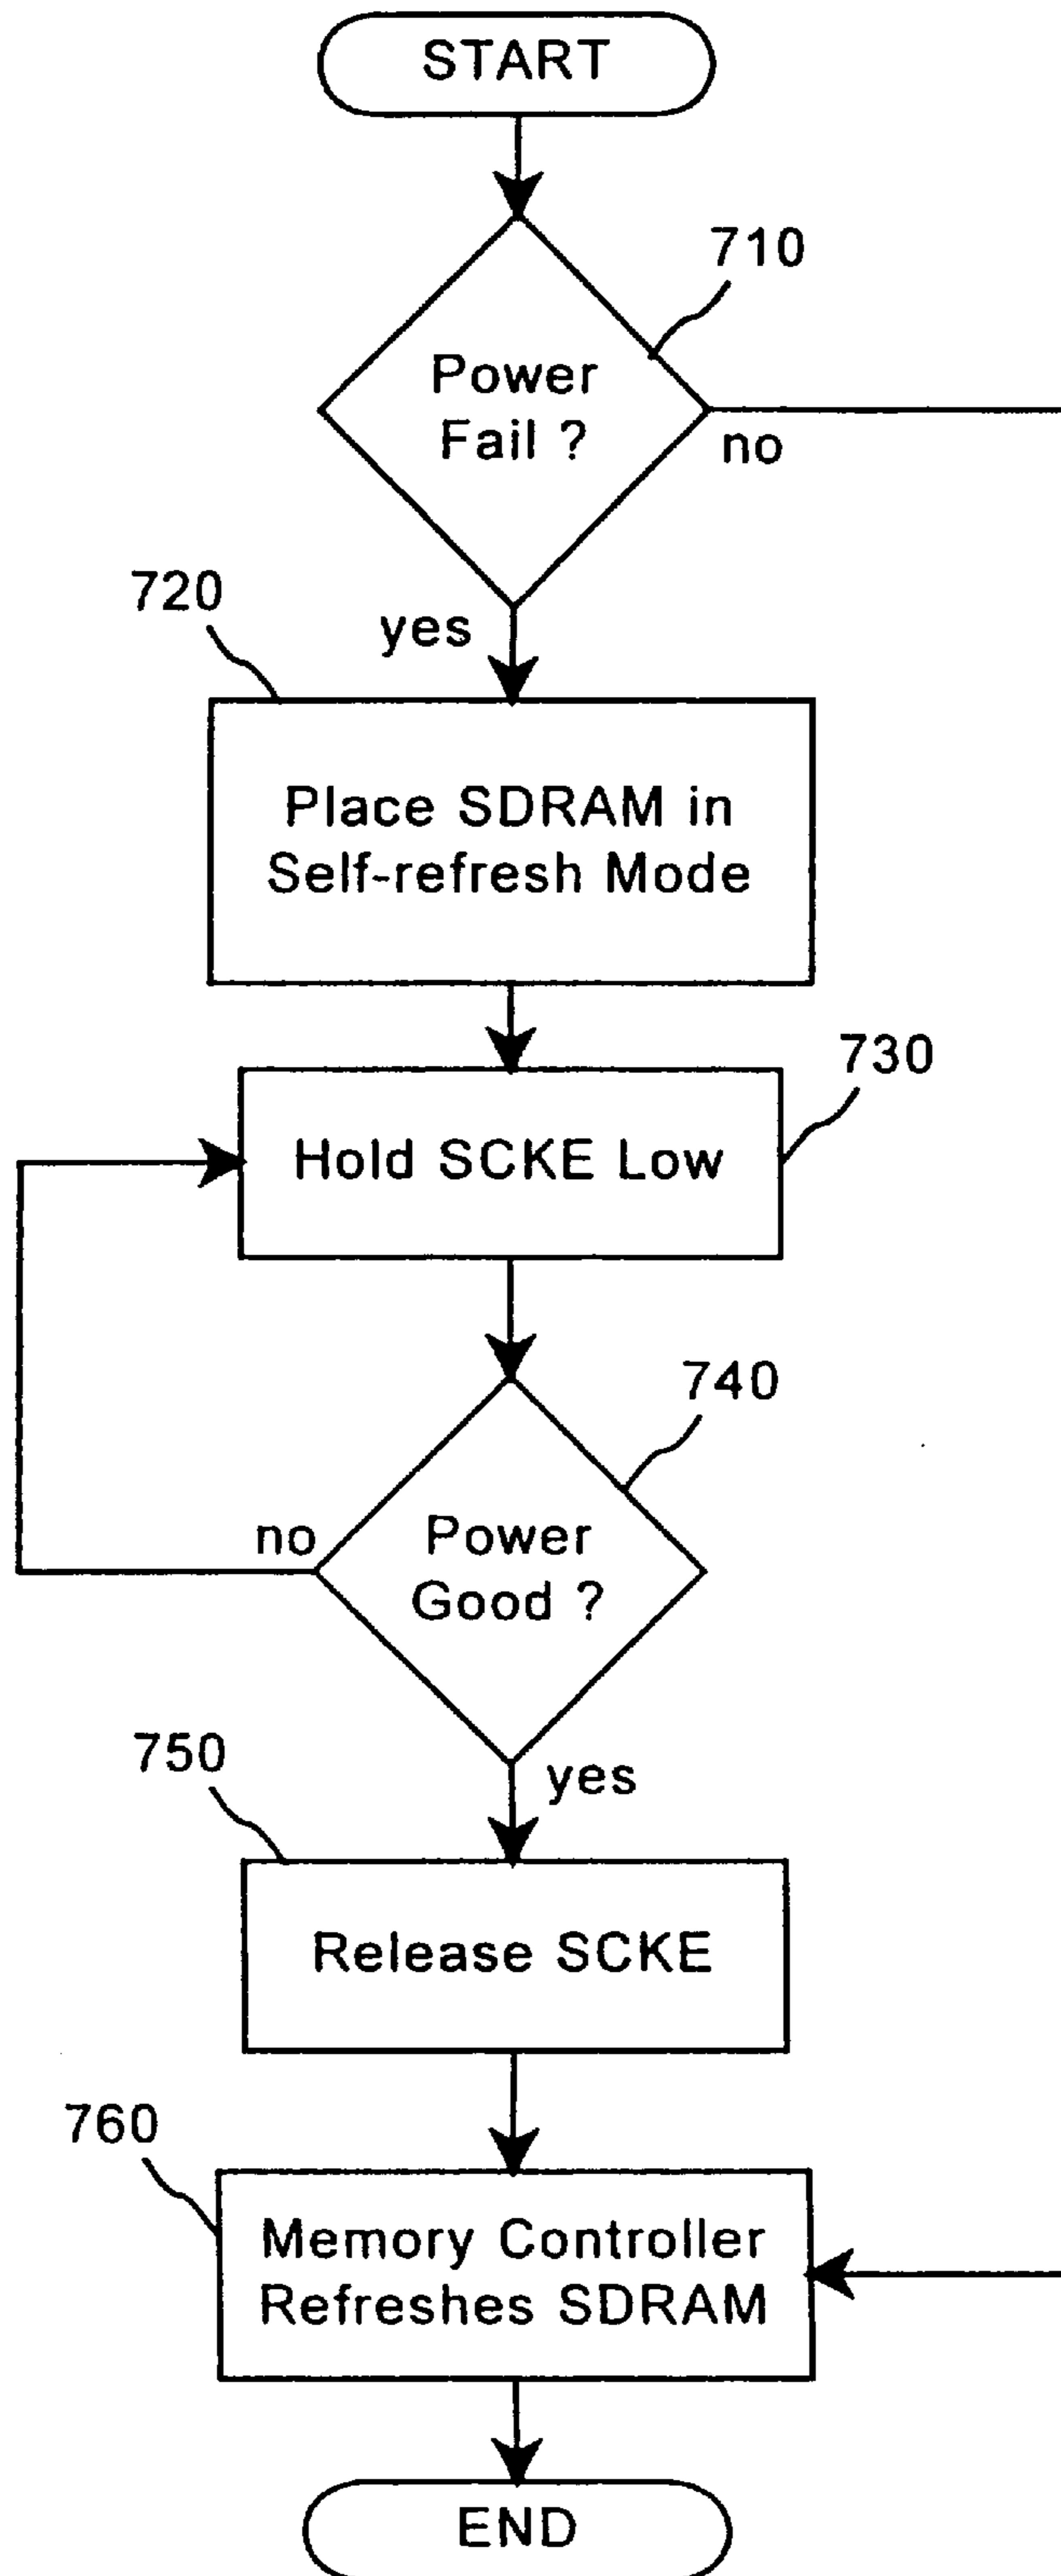 START
710
Power
Fail ?
no
720
yes
Place SDRAM in
Self-refresh Mode
730
Hold SCKE Low
740
no
Power
Good ?
750
yes
Release SCKE
760
Memory Controller
Refreshes SDRAM
END